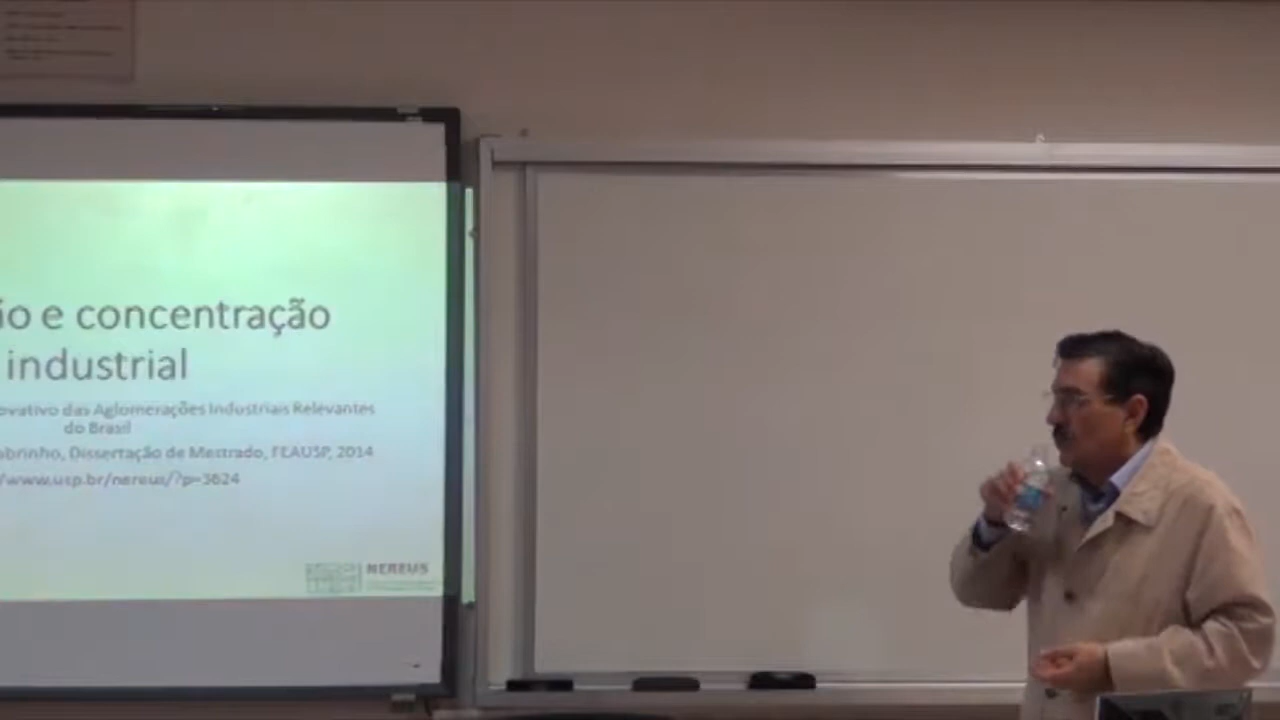 ão e concentração
industrial
ovativo das Aglomerações Industriais Relevantes
do Brasil
obrinho, Dissertação de Mestrado, FEAUSP, 2014
/www.usp.br/nereus/?p=3624
NEREUS